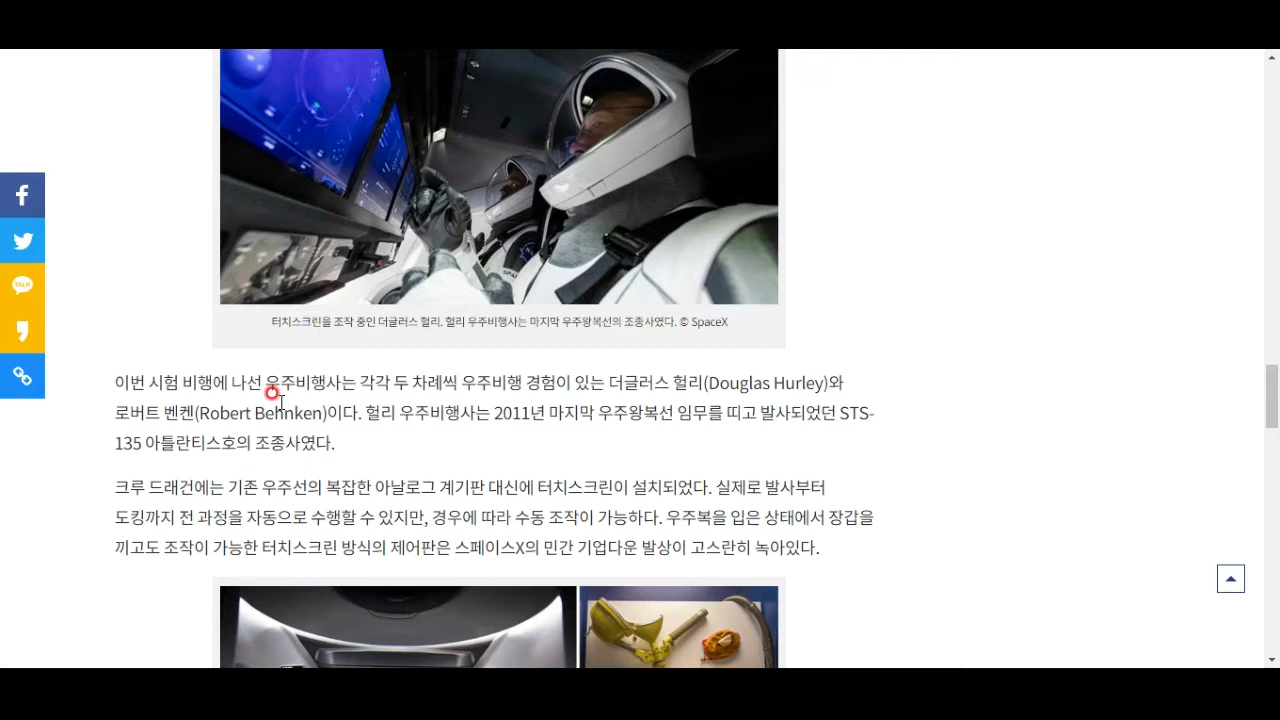 TALK
SPA
터치스크린을 조작 중인 더글러스 헐리. 헐리 우주비행사는 마지막 우주왕복선의 조종사였다. © SpaceX
이번 시험 비행에 나선 우주비행사는 각각 두 차례씩 우주비행 경험이 있는 더글러스 헐리(Douglas Hurley)와
로버트 벤켄(Robert Behnken)이다. 헐리 우주비행사는 2011년 마지막 우주왕복선 임무를 띠고 발사되었던 STS-
135 아틀란티스호의 조종사였다.
크루 드래건에는 기존 우주선의 복잡한 아날로그 계기판 대신에 터치스크린이 설치되었다. 실제로 발사부터
도킹까지 전 과정을 자동으로 수행할 수 있지만, 경우에 따라 수동 조작이 가능하다. 우주복을 입은 상태에서 장갑을
끼고도 조작이 가능한 터치스크린 방식의 제어판은 스페이스X의 민간 기업다운 발상이 고스란히 녹아있다.